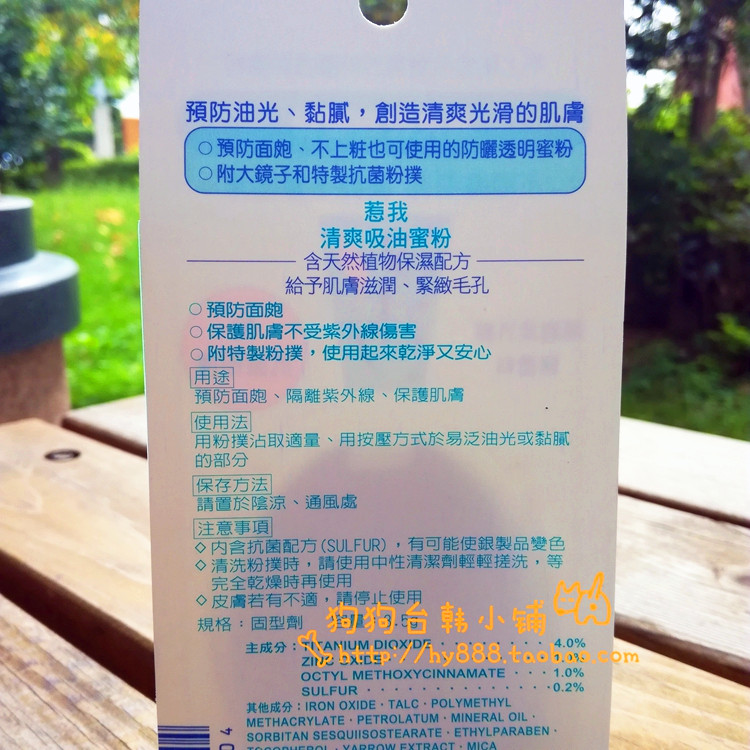 預防油光、黏膩，創造清爽光滑的肌膚
○預防面皰、不上粧也可使用的防曬透明蜜粉
○附大鏡子和特製抗菌粉撲
惹我
清爽吸油蜜粉
含天然植物保濕配方
給予肌膚滋潤、緊緻毛孔
○預防面皰
○保護肌膚不受紫外線傷害
○附特製粉撲，使用起來乾淨又安心
用途
預防面皰、隔離紫外線、保護肌膚
使用法
用粉撲沾取適量、用按壓方式於易泛油光或黏膩
的部分
保存方法
請置於陰涼、通風處
注意事項
◇內含抗菌配方(SULFUR)，有可能使銀製品變色
◇清洗粉撲時，請使用中性清潔劑輕輕搓洗，等
完全乾燥時再使用
◇皮膚若有不適，請停止使用
狗狗台韩小铺
規格：固型劑
主成分：TITANIUM DIOXIDE‧‧‧‧‧‧‧4.0%
http://hy888.taobao.com
OCTYL METHOXYCINNAMATE‧‧‧1.0%
SULFUR‧‧‧‧‧‧‧‧‧‧‧‧‧0.2%
其他成分：IRON OXIDE‧TALC‧POLYMETHYL
METHACRYLATE‧PETROLATUM‧MINERAL OIL‧
SORBITAN SESQUIISOSTEARATE‧ETHYLPARABEN‧
TOCOPHEROL‧YARROW EXTRACT‧MICA
04